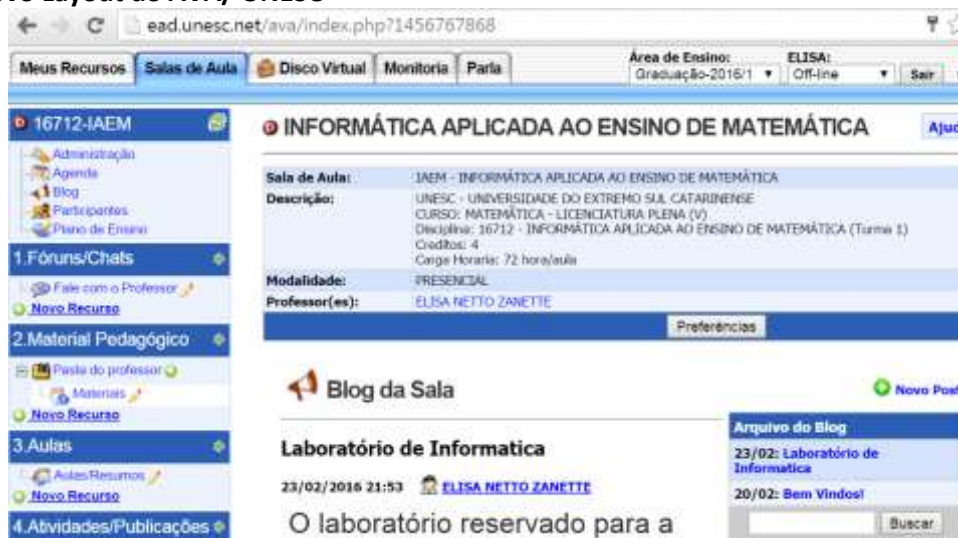 Layout do AVA/ UNESC
ead.unesc.net/ava/index.php?1456767868
Meus Recursos Salas de Aula Disco Virtual Monitoria Parla
Área de Ensino: ELISA:
Graduação-2016/1 Off-line Sair
16712-IAEM
INFORMÁTICA APLICADA AO ENSINO DE MATEMÁTICA
Administração
Agenda
Blog
Participantes
Plano de Ensino
Sala de Aula: IAEM - INFORMÁTICA APLICADA AO ENSINO DE MATEMÁTICA
Descrição: UNESC - UNIVERSIDADE DO EXTREMO SUL CATARINENSE
CURSO: MATEMÁTICA - LICENCIATURA PLENA (V)
Disciplina: 16712 - INFORMÁTICA APLICADA AO ENSINO DE MATEMÁTICA (Turma 1)
Creditos: 4
Carga Horaria: 72 hora/aula
Modalidade: PRESENCIAL
Professor(es): ELISA NETTO ZANETTE
Preferências
1.Fóruns/Chats
Fale com o Professor
Novo Recurso
2.Material Pedagógico
Pasta do professor
Materiais
Novo Recurso
3.Aulas
Aulas/Resumos
Novo Recurso
4.Atividades/Publicações
Blog da Sala
Novo Post
Laboratório de Informatica
23/02/2016 21:53 ELISA NETTO ZANETTE
O laboratório reservado para a
Arquivo do Blog
23/02: Laboratório de
Informatica
20/02: Bem Vindos!
Buscar